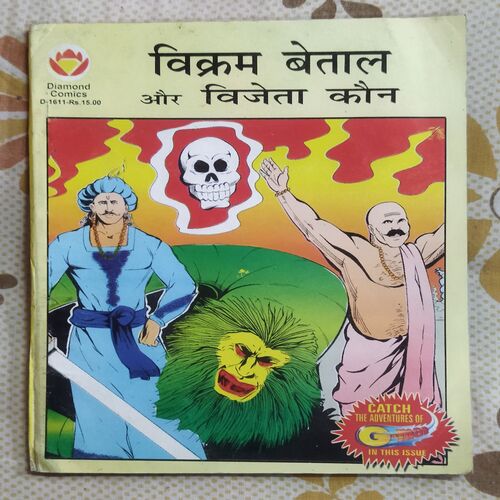 विक्रम बेताल
और विजेता कौन
Diamond
Comics
D-1611-Rs.15.00
CATCH
THE ADVENTURES OF
IN THIS ISSUE